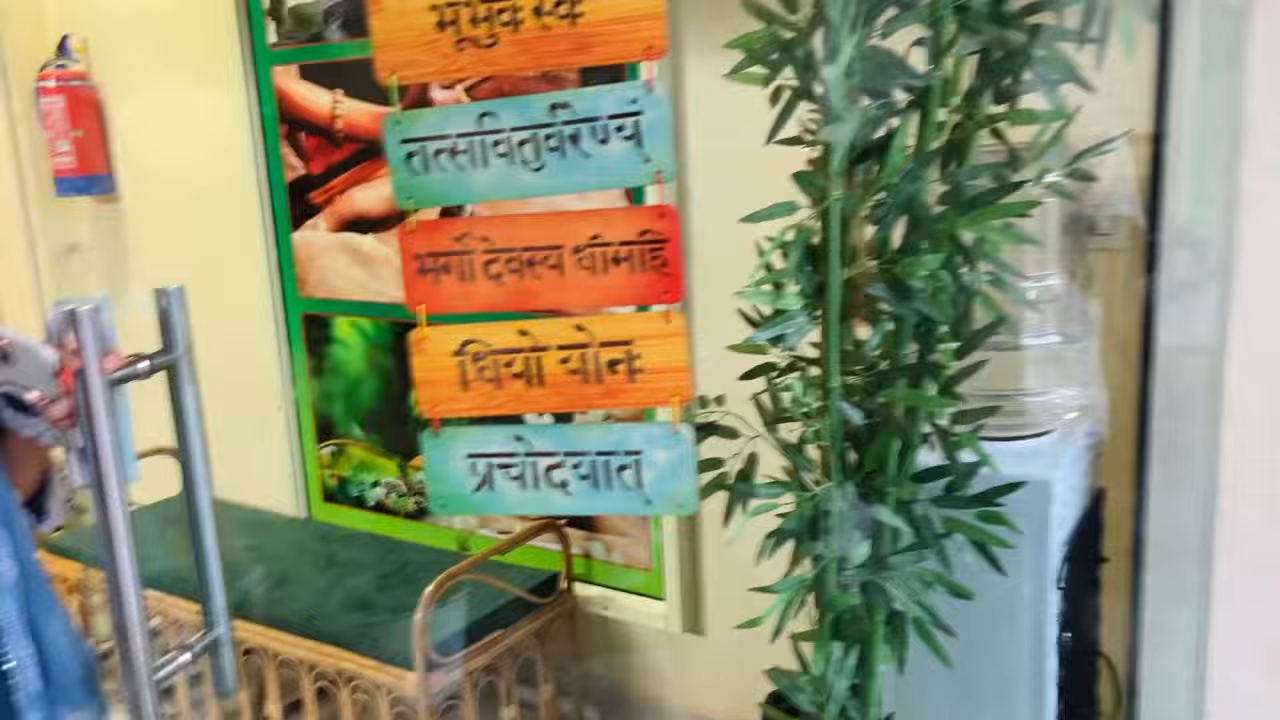 भूर्भुवः स्वः
तत्सवितुर्वरेण्यं
भर्गो देवस्य धीमहि
धियो योनः
प्रचोदयात्